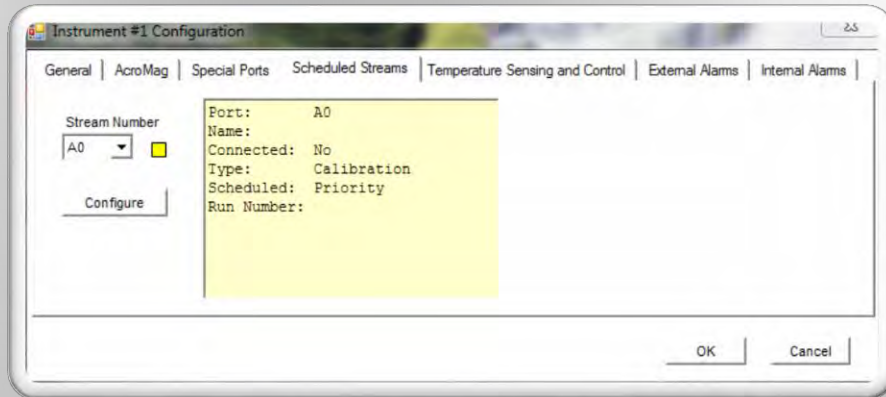 Instrument #1 Configuration
General AcroMag Special Ports Scheduled Streams Temperature Sensing and Control External Alarms Internal Alarms
Stream Number
A0
Configure
Port: A0
Name:
Connected: No
Type: Calibration
Scheduled: Priority
Run Number:
OK Cancel